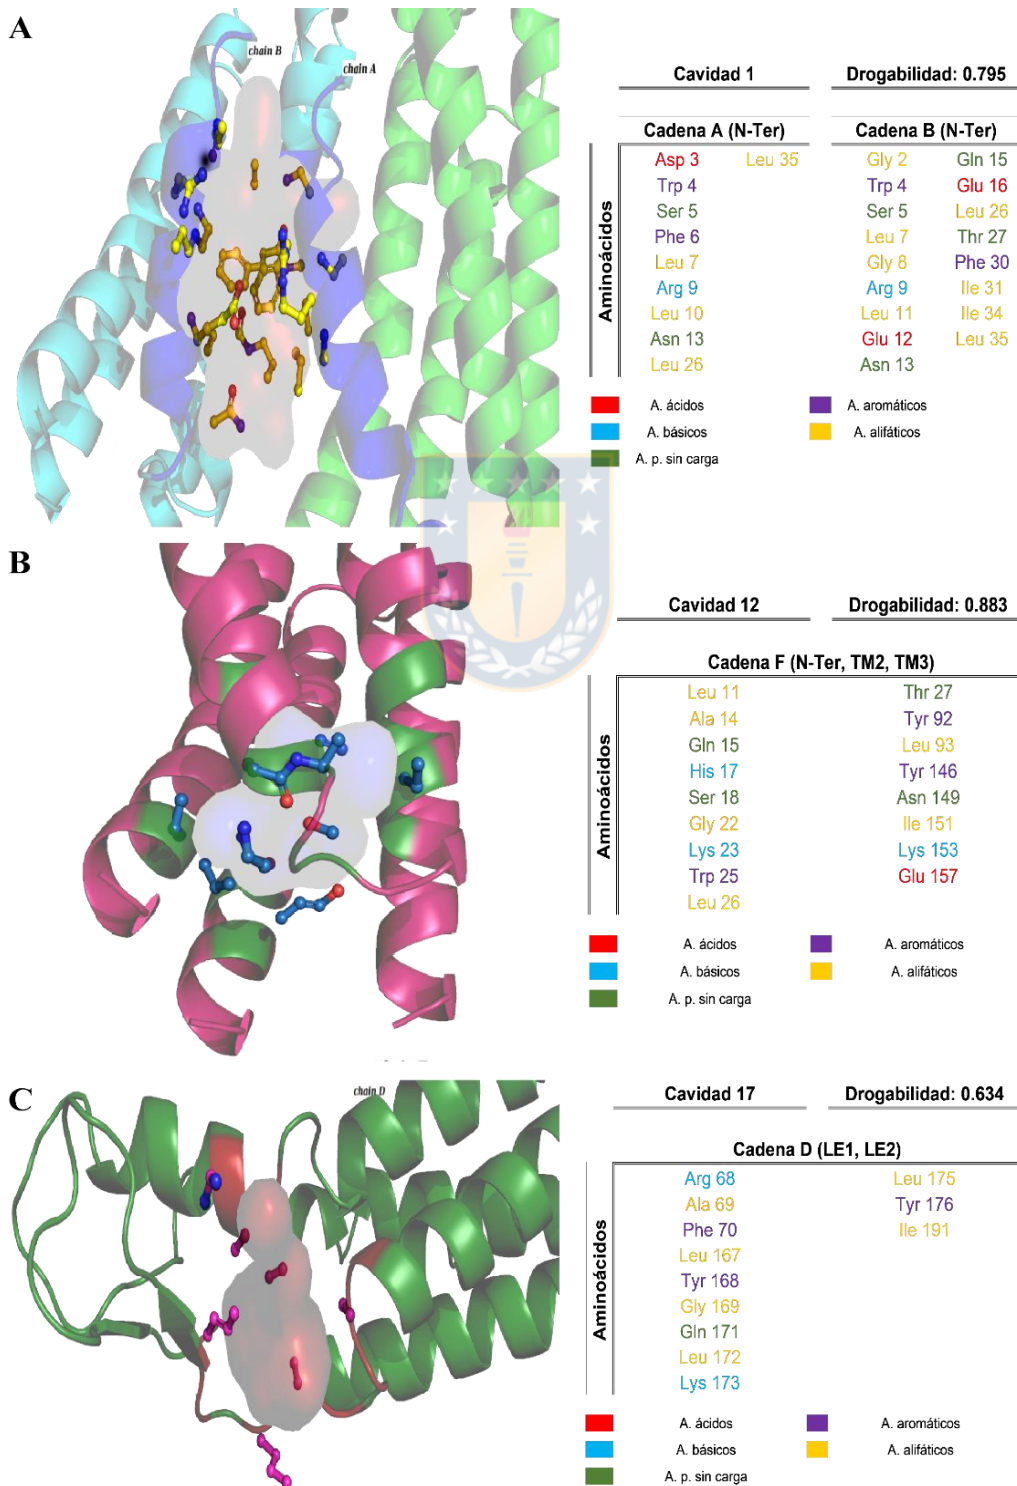 A
chain B
chain A
Cavidad 1 Drogabilidad: 0.795
Cadena A (N-Ter) Cadena B (N-Ter)
Aminoácidos
Asp 3 Leu 35 Gly 2 Gln 15
Trp 4 Trp 4 Glu 16
Ser 5 Ser 5 Leu 26
Phe 6 Leu 7 Thr 27
Leu 7 Gly 8 Phe 30
Arg 9 Arg 9 Ile 31
Leu 10 Leu 11 Ile 34
Asn 13 Glu 12 Leu 35
Leu 26 Asn 13
A. ácidos A. aromáticos
A. básicos A. alifáticos
A. p. sin carga
B
Cavidad 12 Drogabilidad: 0.883
Cadena F (N-Ter, TM2, TM3)
Aminoácidos
Leu 11 Thr 27
Ala 14 Tyr 92
Gln 15 Leu 93
His 17 Tyr 146
Ser 18 Asn 149
Gly 22 Ile 151
Lys 23 Lys 153
Trp 25 Glu 157
Leu 26
A. ácidos A. aromáticos
A. básicos A. alifáticos
A. p. sin carga
C
chain D
Cavidad 17 Drogabilidad: 0.634
Cadena D (LE1, LE2)
Aminoácidos
Arg 68 Leu 175
Ala 69 Tyr 176
Phe 70 Ile 191
Leu 167
Tyr 168
Gly 169
Gln 171
Leu 172
Lys 173
A. ácidos A. aromáticos
A. básicos A. alifáticos
A. p. sin carga